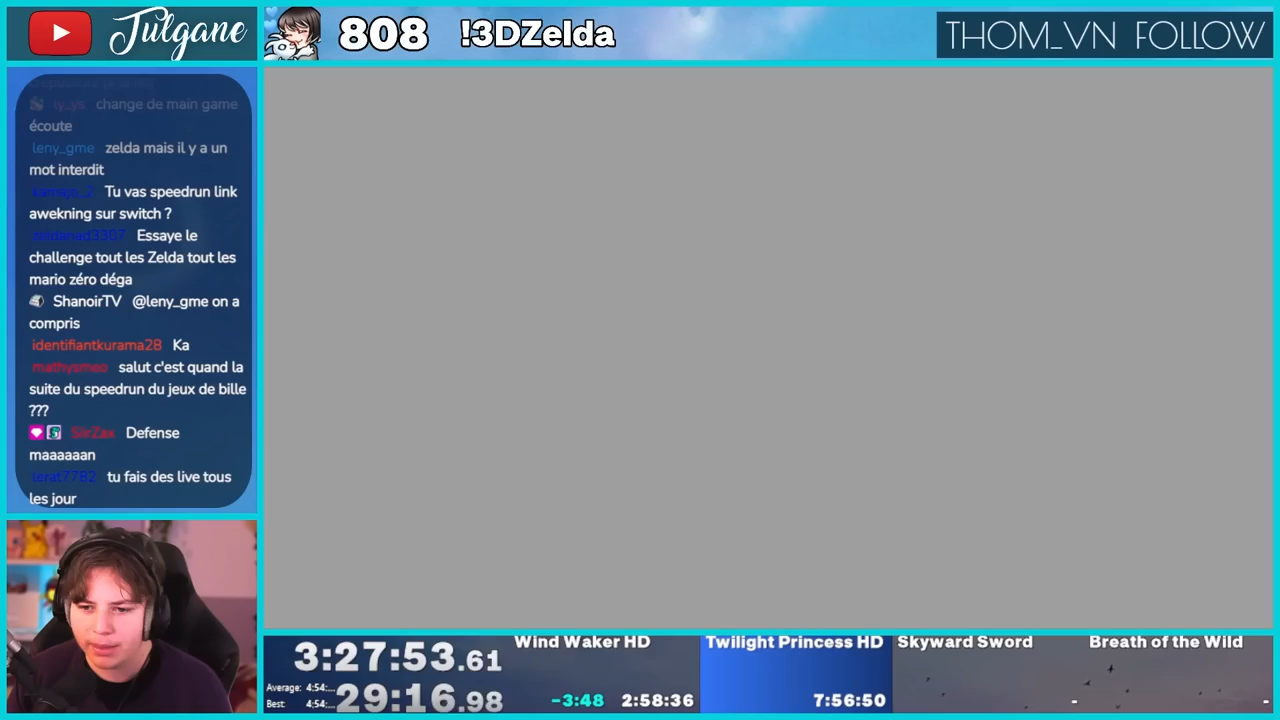 Julgane
808
!3DZelda
THOM_VN FOLLOW
ly_ys change de main game
écoute
leny_gme zelda mais il y a un
mot interdit
Tu vas speedrun link
awekning sur switch ?
Essaye le
challenge tout les Zelda tout les
mario zéro déga
ShanoirTV @leny_gme on a
compris
identifiantkurama28 Ka
mathysmeo salut c'est quand la
suite du speedrun du jeux de bille
???
SirZax Defense
maaaaaan
lerat7782 tu fais des live tous
les jour
3:27:53.61
Average: 4:54:...
Best: 4:54:...
29:16.98
Wind Waker HD
-3:48 2:58:36
Twilight Princess HD
7:56:50
Skyward Sword
-
Breath of the Wild
-